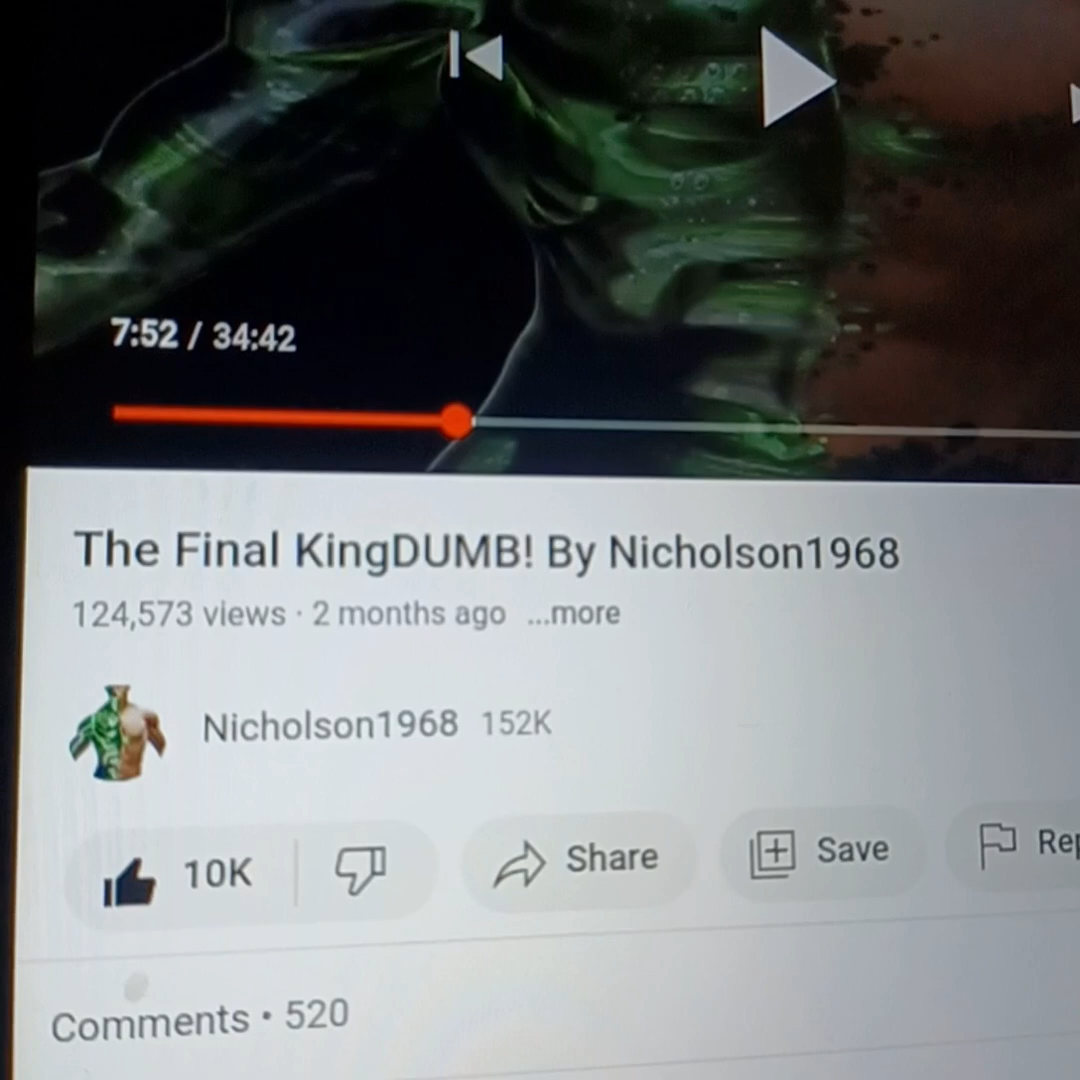 7:52 / 34:42
The Final KingDUMB! By Nicholson1968
124,573 views · 2 months ago ...more
Nicholson1968 152K
10K Share Save Rep
Comments · 520